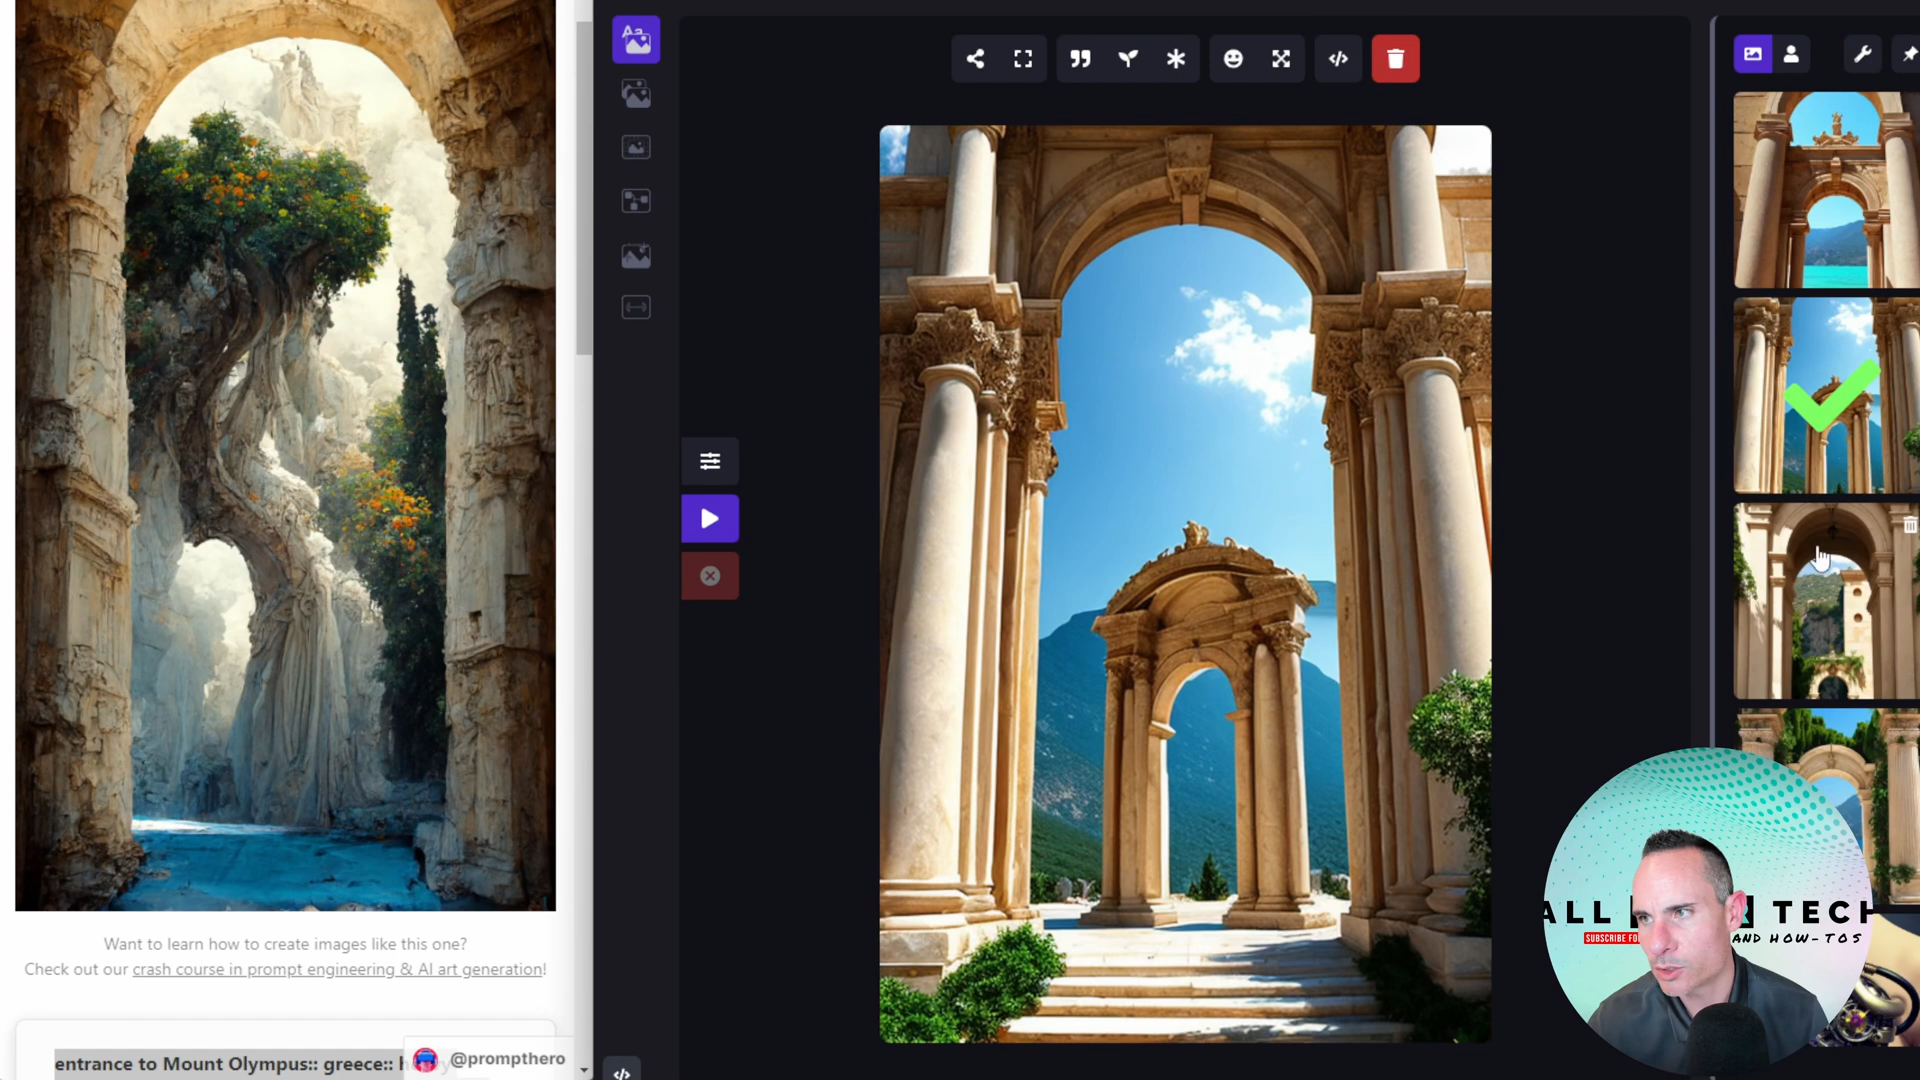 Aa
Want to learn how to create images like this one?
Check out our crash course in prompt engineering & AI art generation!
entrance to Mount Olympus:: greece::
@prompthero
ALL
TECH
SUBSCRIBE
AND HOW-TOS